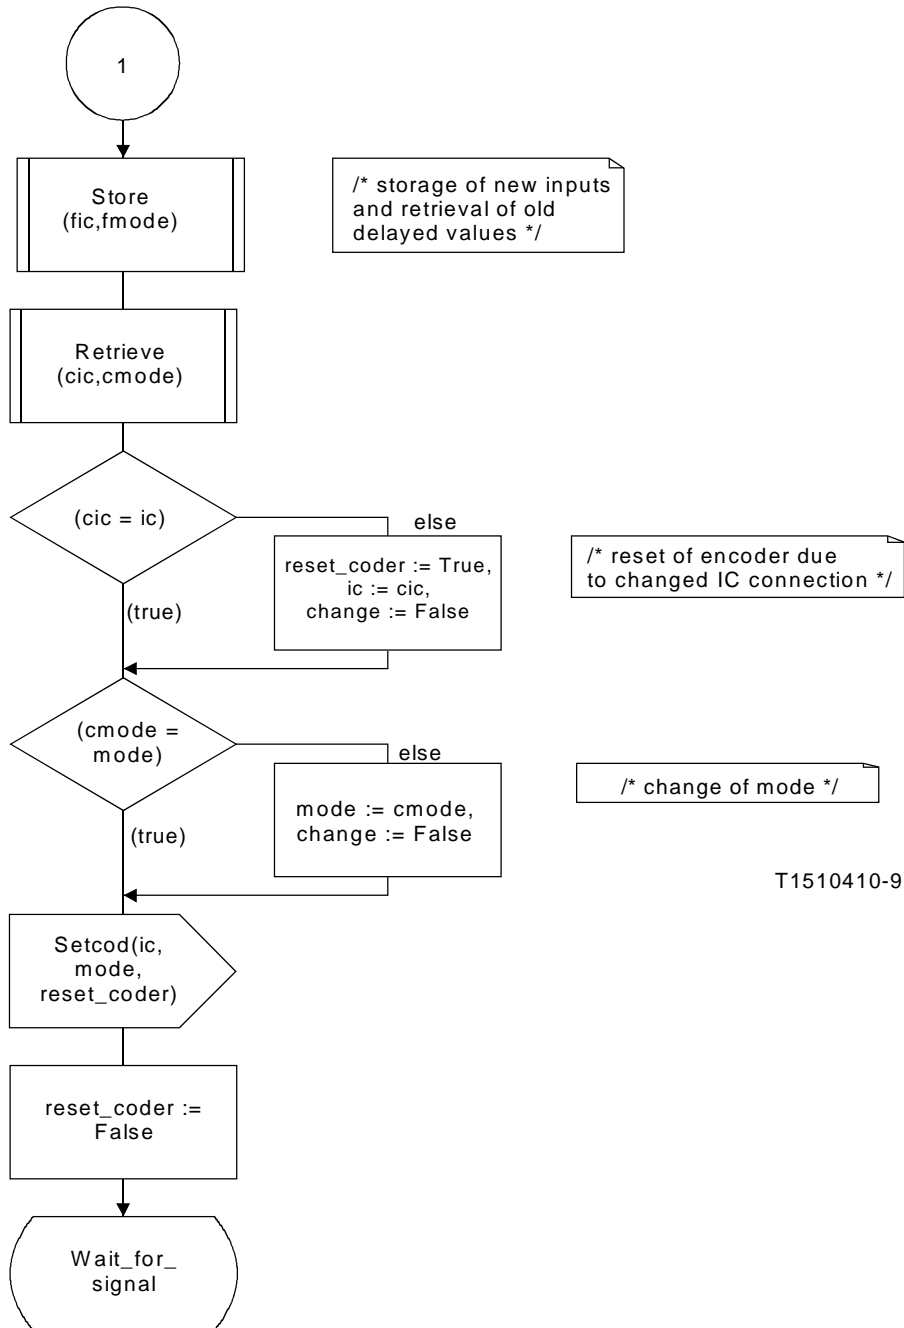 1
Store
(fic,fmode)
/* storage of new inputs
and retrieval of old
delayed values */
Retrieve
(cic,cmode)
(cic = ic)
else
reset_coder := True,
ic := cic,
change := False
/* reset of encoder due
to changed IC connection */
(true)
(cmode =
mode)
else
mode := cmode,
change := False
/* change of mode */
(true)
T1510410-9
Setcod(ic,
mode,
reset_coder)
reset_coder :=
False
Wait_for_
signal